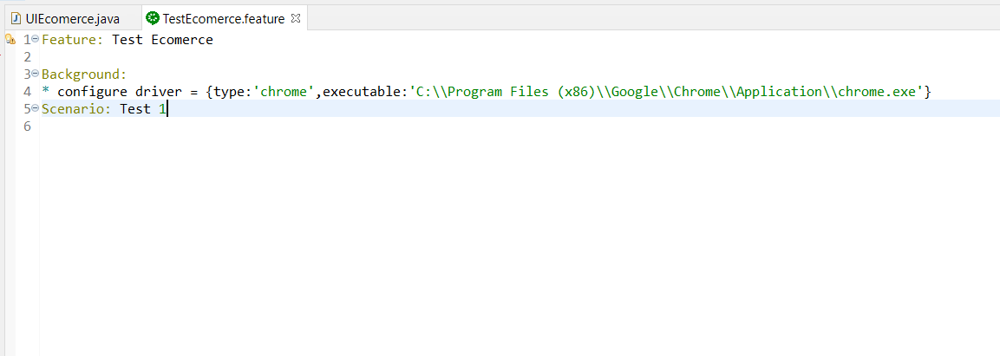 UIEcomerce.java TestEcomerce.feature
1 Feature: Test Ecomerce
2
3 Background:
4 * configure driver = {type:'chrome',executable:'C:\\Program Files (x86)\\Google\\Chrome\\Application\\chrome.exe'}
5 Scenario: Test 1
6